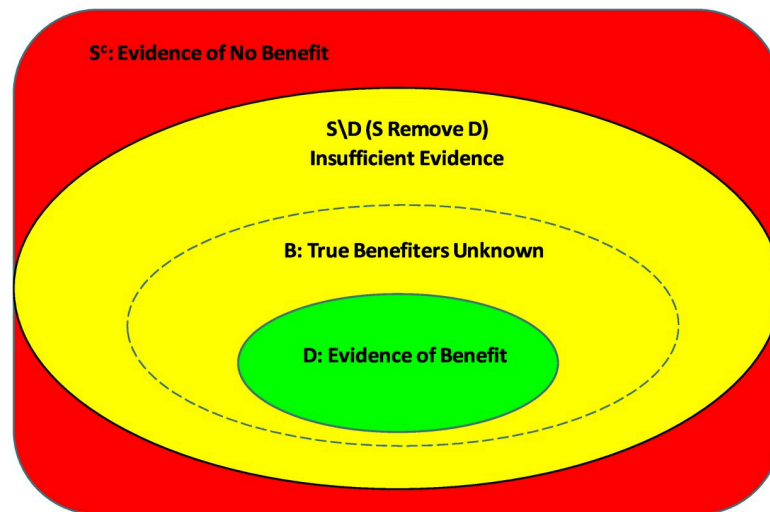 Sᶜ: Evidence of No Benefit
S\D (S Remove D)
Insufficient Evidence
B: True Benefiters Unknown
D: Evidence of Benefit